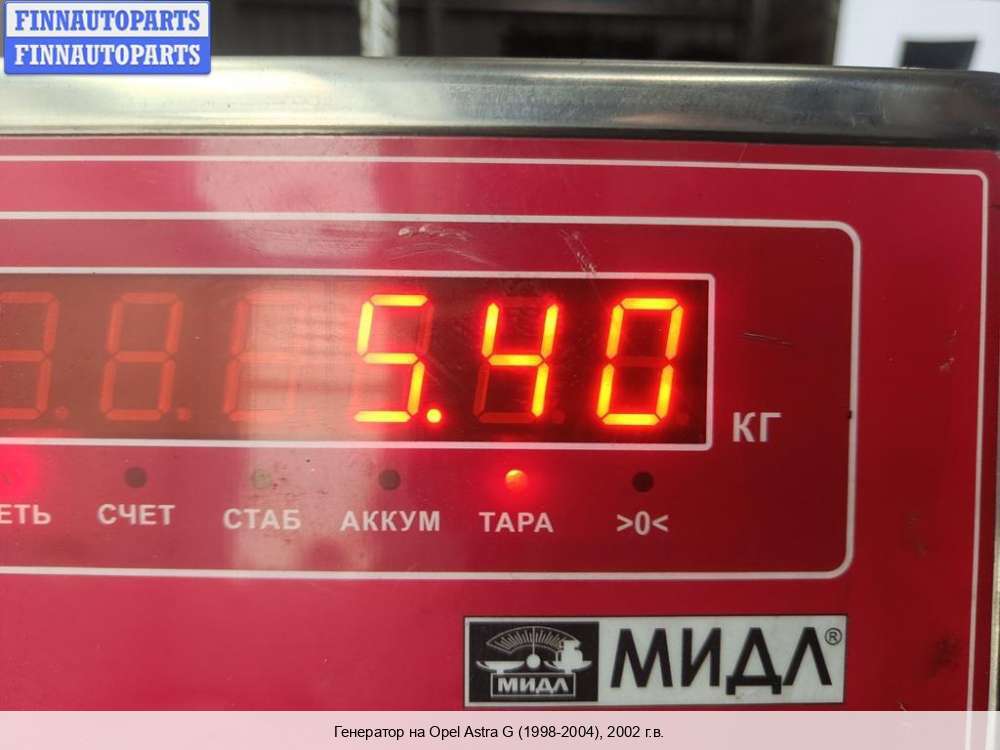 FINNAUTOPARTS
FINNAUTOPARTS
5.40
КГ
ЕТЬ СЧЕТ СТАБ АККУМ ТАРА >0<
МИДЛ МИДЛ®
Генератор на Opel Astra G (1998-2004), 2002 г.в.